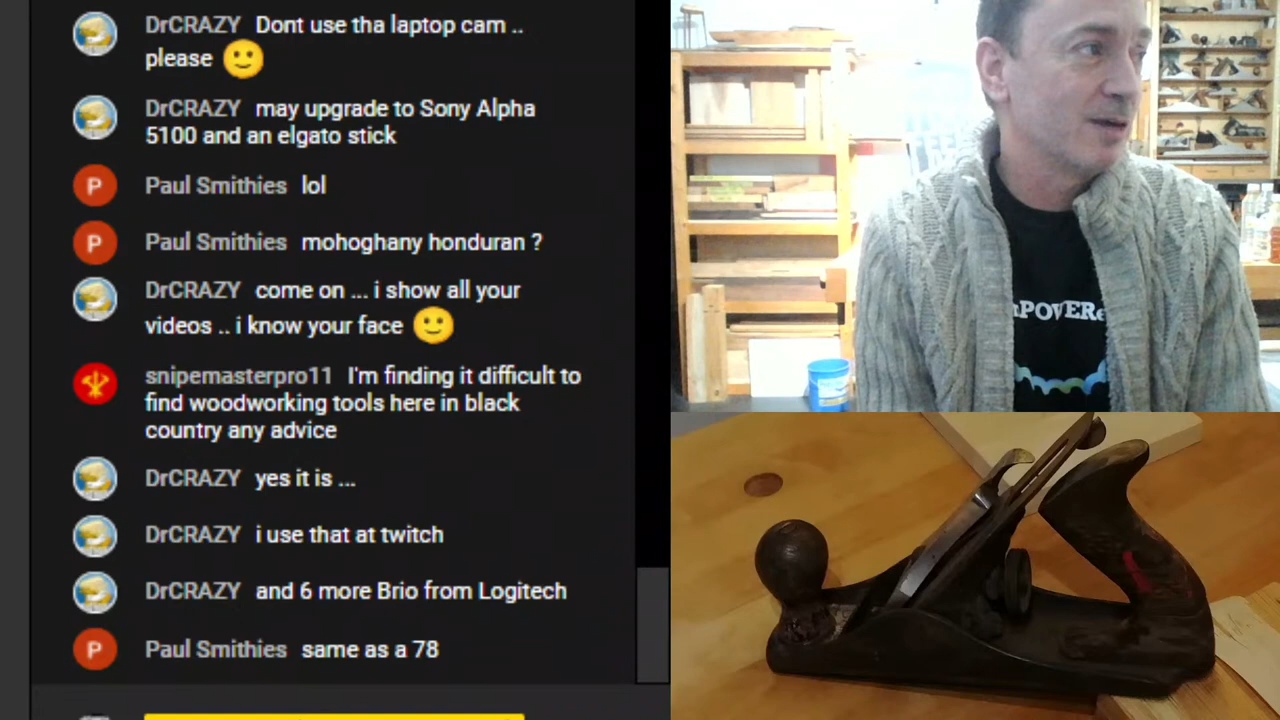 DrCRAZY Dont use tha laptop cam ..
please
DrCRAZY may upgrade to Sony Alpha
5100 and an elgato stick
P Paul Smithies lol
P Paul Smithies mohoghany honduran ?
DrCRAZY come on ... i show all your
videos .. i know your face
snipemasterpro11 I'm finding it difficult to
find woodworking tools here in black
country any advice
DrCRAZY yes it is ...
DrCRAZY i use that at twitch
DrCRAZY and 6 more Brio from Logitech
P Paul Smithies same as a 78